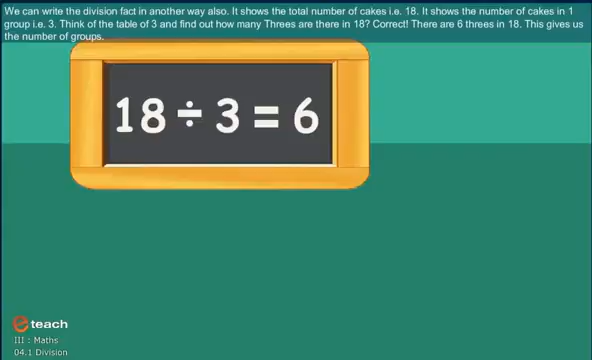 We can write the division fact in another way also. It shows the total number of cakes i.e. 18. It shows the number of cakes in 1
group i.e. 3. Think of the table of 3 and find out how many Threes are there in 18? Correct! There are 6 threes in 18. This gives us
the number of groups.
18 ÷ 3 = 6
e teach
III : Maths
04.1 Division